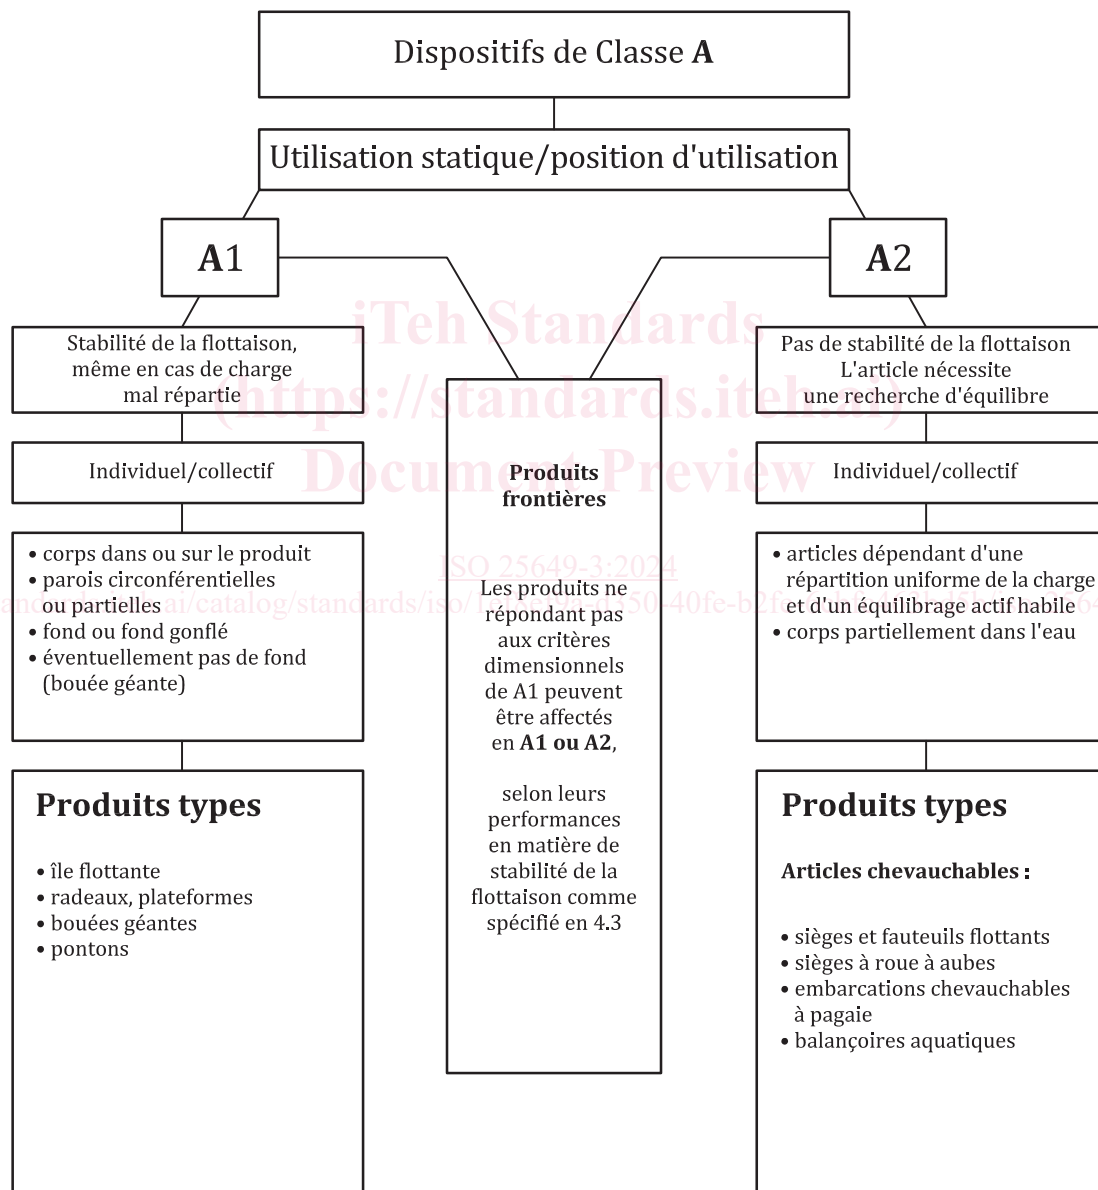 Dispositifs de Classe A
Utilisation statique/position d'utilisation
A1
A2
Stabilité de la flottaison,
même en cas de charge
mal répartie
Individuel/collectif
• corps dans ou sur le produit
• parois circonférentielles
ou partielles
• fond ou fond gonflé
• éventuellement pas de fond
(bouée géante)
Produits types
• île flottante
• radeaux, plateformes
• bouées géantes
• pontons
Produits
frontières
Les produits ne
répondant pas
aux critères
dimensionnels
de A1 peuvent
être affectés
en A1 ou A2,
selon leurs
performances
en matière de
stabilité de la
flottaison comme
spécifié en 4.3
Pas de stabilité de la flottaison
L'article nécessite
une recherche d'équilibre
Individuel/collectif
• articles dépendant d'une
répartition uniforme de la charge
et d'un équilibrage actif habile
• corps partiellement dans l'eau
Produits types
Articles chevauchables :
• sièges et fauteuils flottants
• sièges à roue à aubes
• embarcations chevauchables
à pagaie
• balançoires aquatiques
iTeh Standards
(https://standards.iteh.ai)
Document Preview
ISO 25649-3:2024